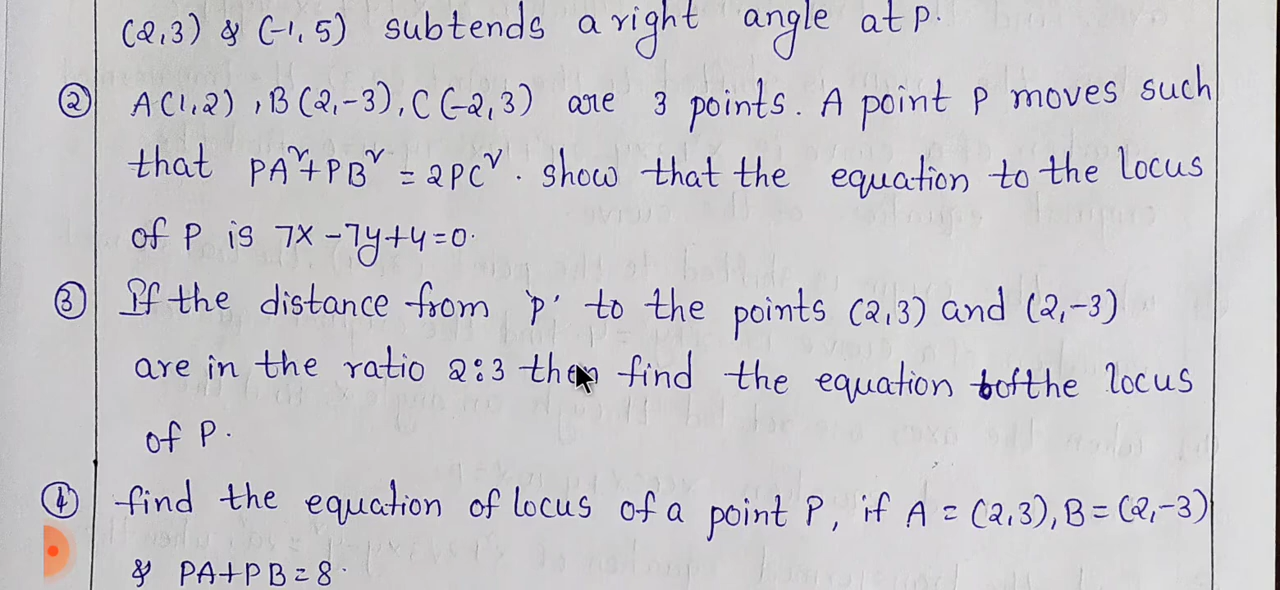 (2,3) & (-1,5) subtends a right angle at P.
② A(1,2), B(2,-3), C(-2,3) are 3 points. A point P moves such
that PA²+PB² = 2PC². show that the equation to the locus
of P is 7x-7y+4=0.
③ If the distance from 'p' to the points (2,3) and (2,-3)
are in the ratio 2:3 then find the equation of the locus
of P.
④ find the equation of locus of a point P, if A = (2,3), B = (2,-3)
& PA+PB=8.